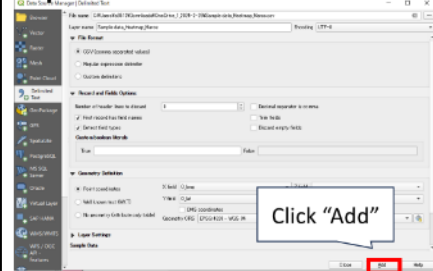 Data Source Manager | Delimited Text
Browser
File name
Vector
Layer name Sample data_Heatmap_Narra
Encoding UTF-8
Raster
File Format
Mesh
CSV (comma separated values)
Regular expression delimiter
Point Cloud
Custom delimiters
Delimited
Text
Record and Fields Options
GeoPackage
Number of header lines to discard
Decimal separator is comma
GPS
First record has field names
Trim fields
Detect field types
Discard empty fields
SpatiaLite
Custom boolean literals
PostgreSQL
True
False
MS SQL
Server
Geometry Definition
Oracle
Point coordinates
X field
Virtual Layer
Well known text (WKT)
Y field
DMS coordinates
SAP HANA
No geometry (attribute only table)
Geometry CRS
WMS/WMTS
Layer Settings
WFS / OGC
API -
Features
Sample Data
Click “Add”
Close
Add
Help